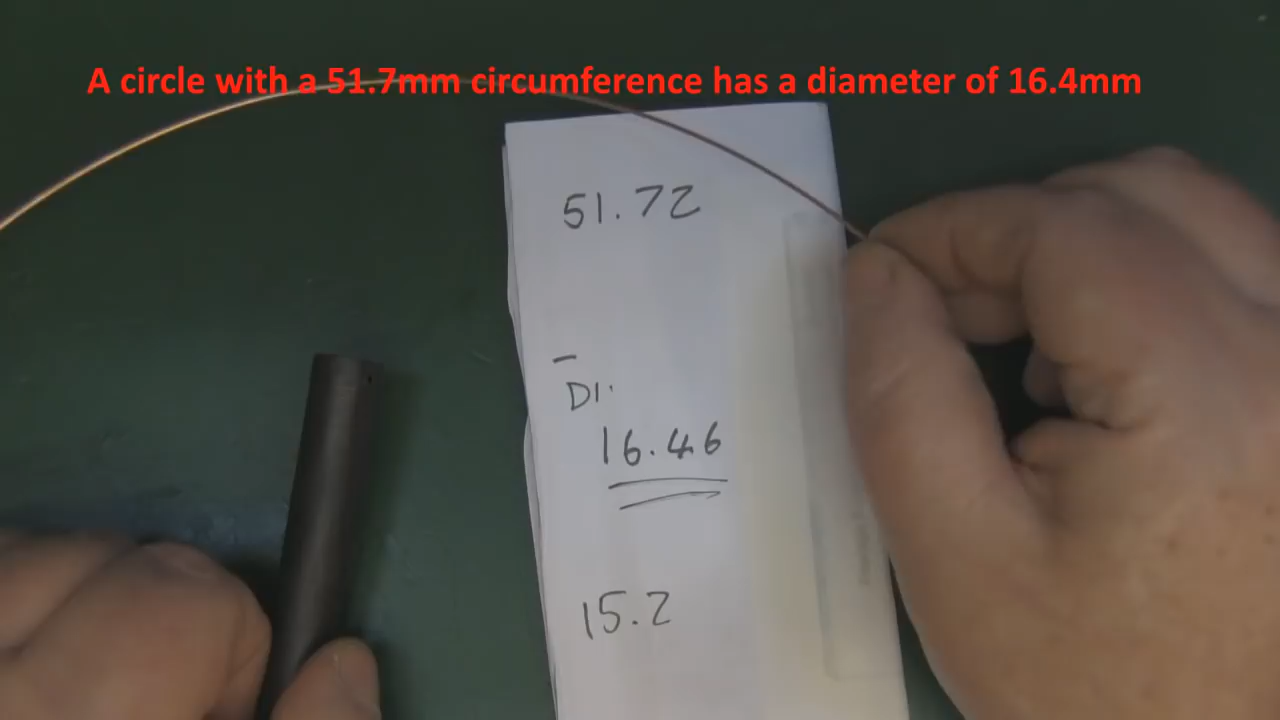 A circle with a 51.7mm circumference has a diameter of 16.4mm
51.72
DI.
16.46
15.2